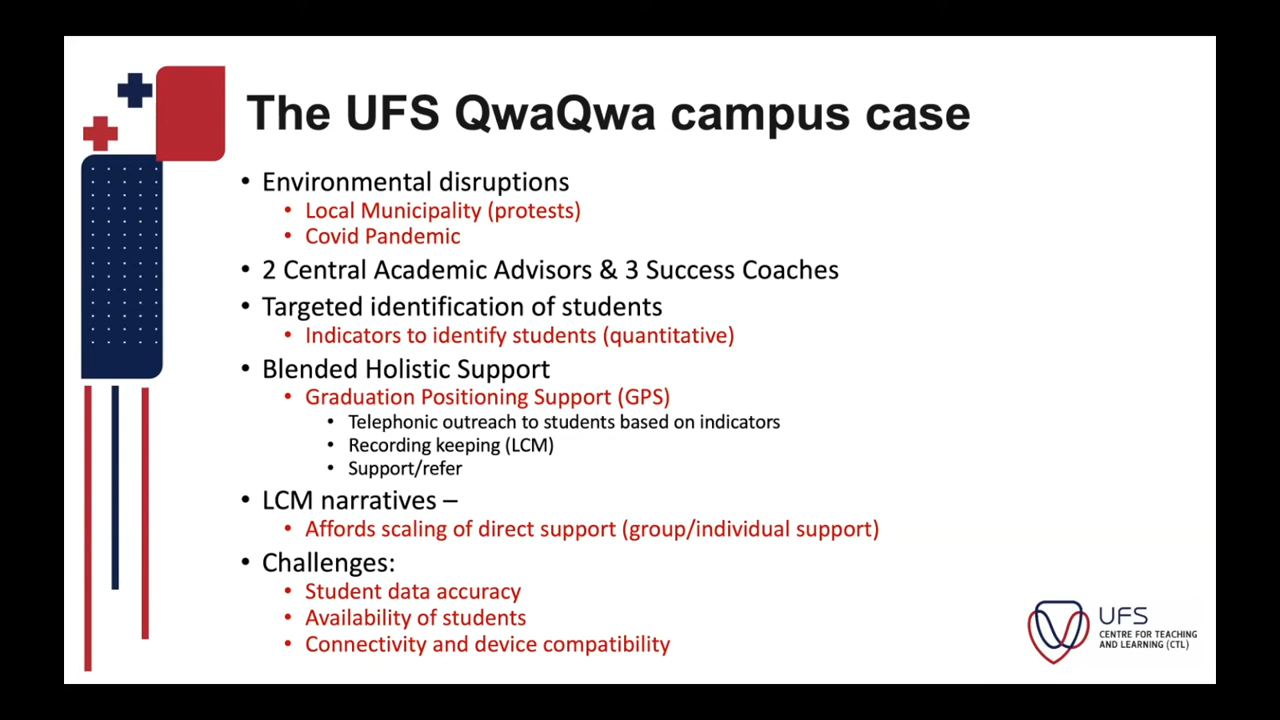 The UFS QwaQwa campus case
• Environmental disruptions
• Local Municipality (protests)
• Covid Pandemic
• 2 Central Academic Advisors & 3 Success Coaches
• Targeted identification of students
• Indicators to identify students (quantitative)
• Blended Holistic Support
• Graduation Positioning Support (GPS)
• Telephonic outreach to students based on indicators
• Recording keeping (LCM)
• Support/refer
• LCM narratives –
• Affords scaling of direct support (group/individual support)
• Challenges:
• Student data accuracy
• Availability of students
• Connectivity and device compatibility
UFS
CENTRE FOR TEACHING
AND LEARNING (CTL)